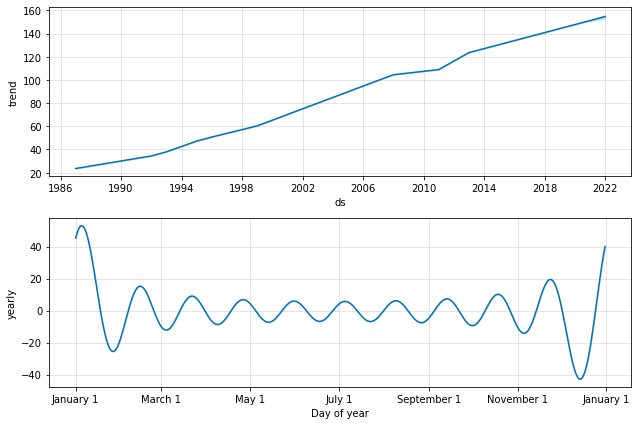 160
140
120
100
80
60
40
20
trend
1986 1990 1994 1998 2002 2006 2010 2014 2018 2022
ds
40
20
0
−20
−40
yearly
January 1 March 1 May 1 July 1 September 1 November 1 January 1
Day of year